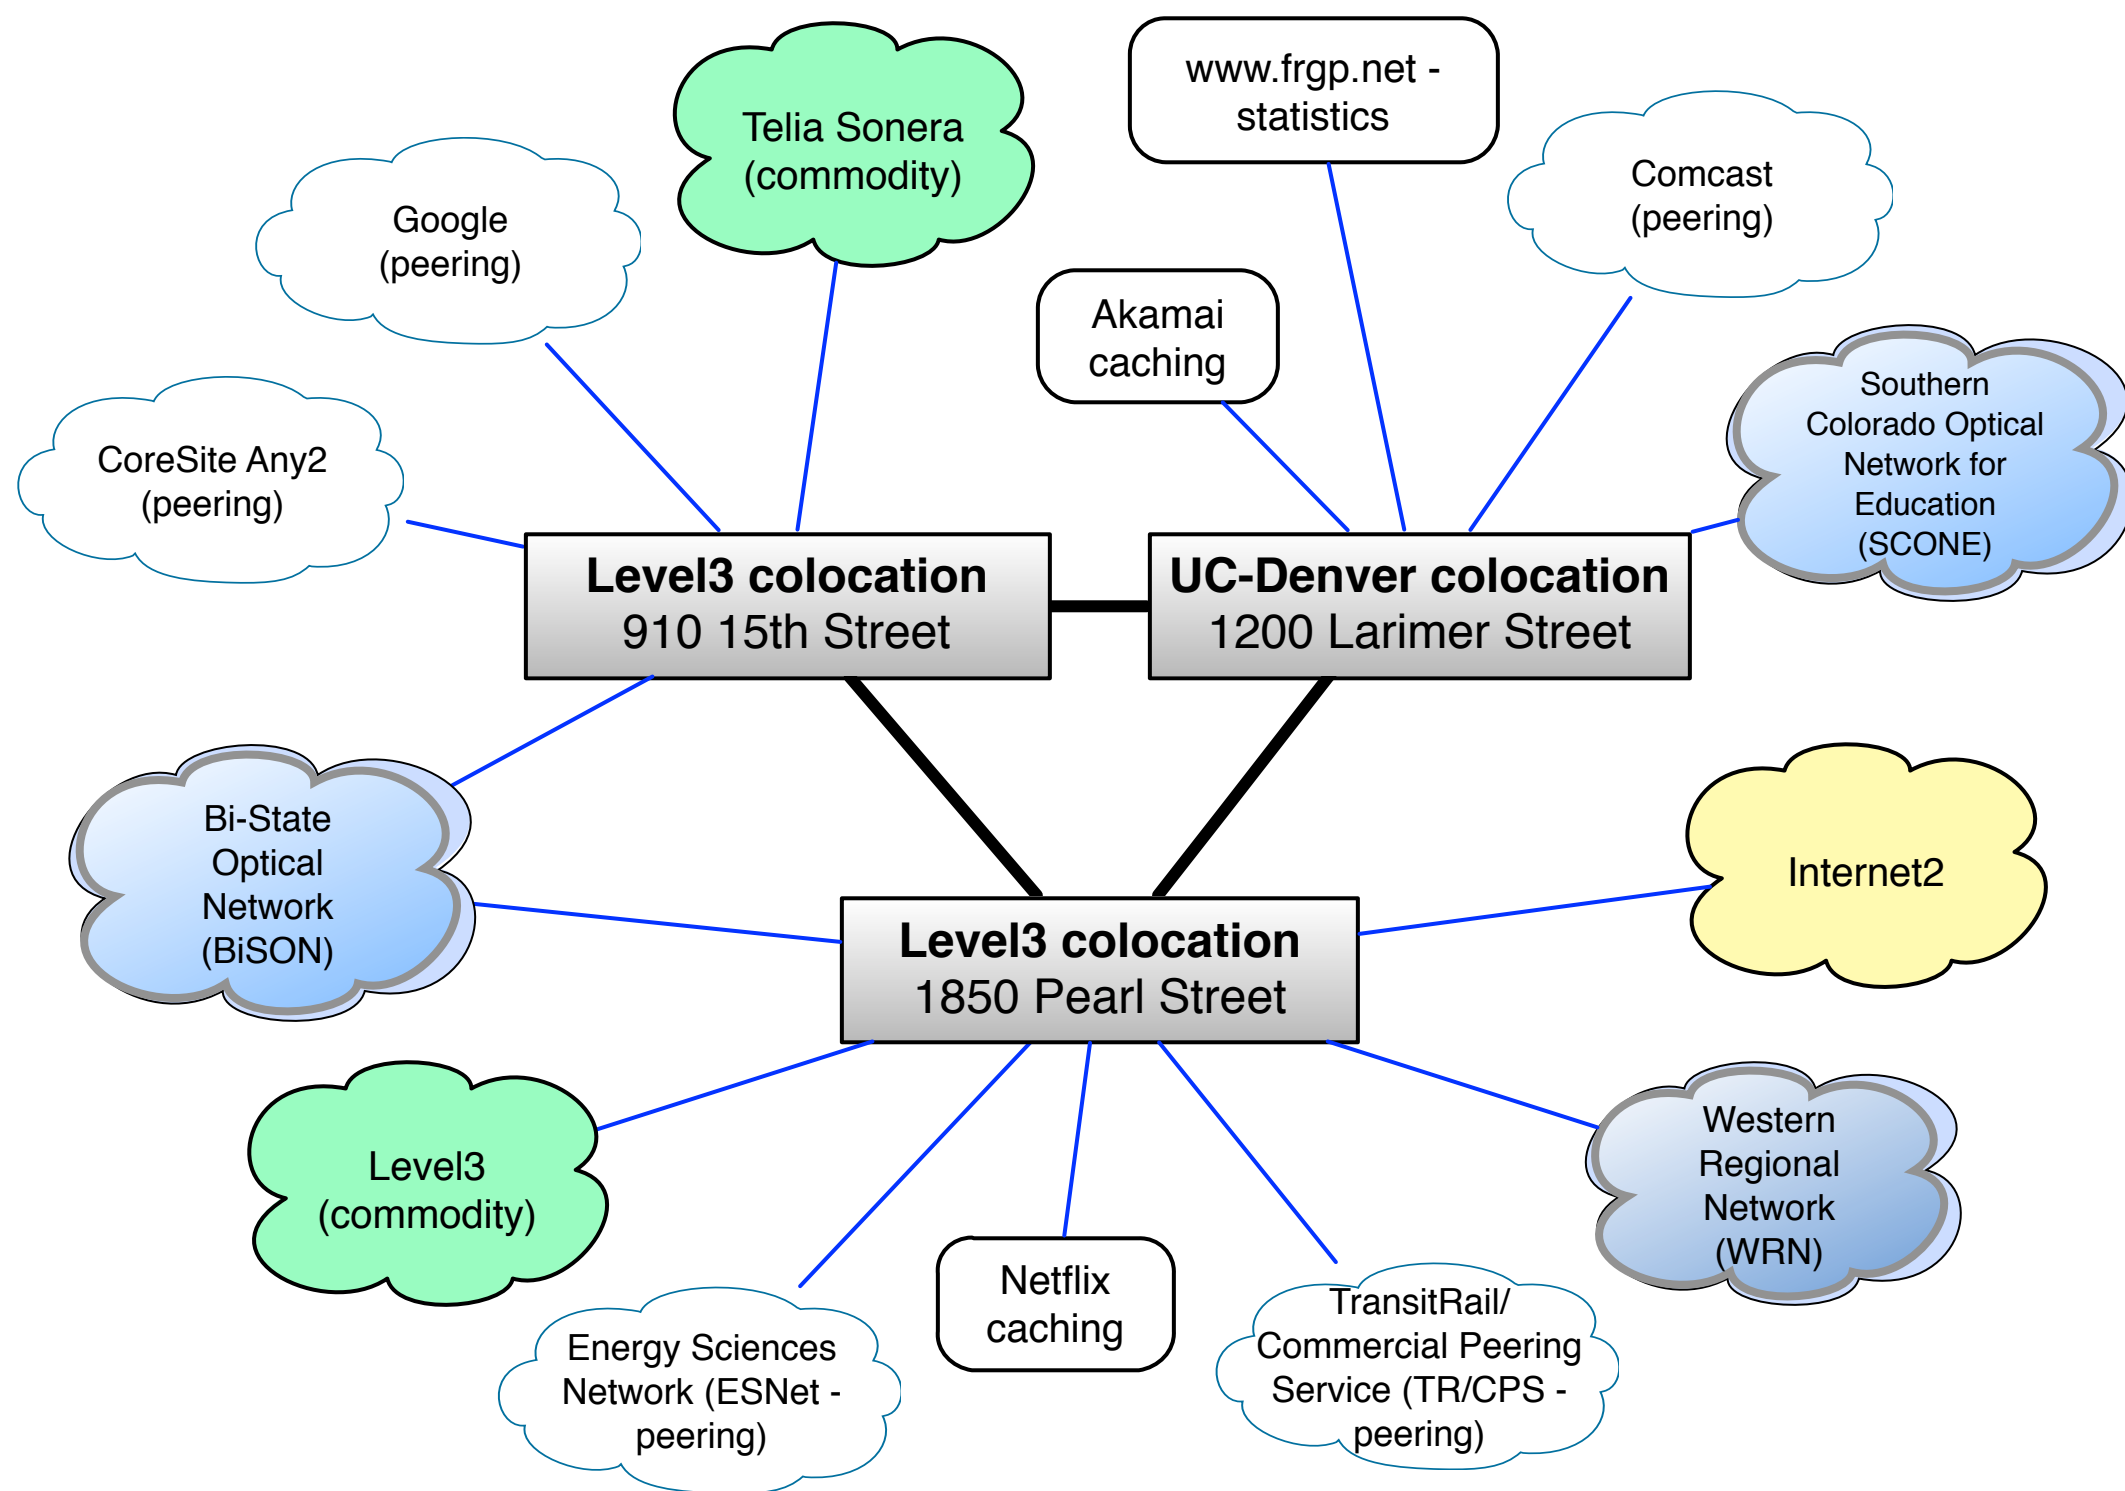 www.frgp.net -
statistics
Telia Sonera
(commodity)
Comcast
(peering)
Google
(peering)
Akamai
caching
Southern
Colorado Optical
Network for
Education
(SCONE)
CoreSite Any2
(peering)
Level3 colocation
910 15th Street
UC-Denver colocation
1200 Larimer Street
Bi-State
Optical
Network
(BiSON)
Internet2
Level3 colocation
1850 Pearl Street
Level3
(commodity)
Western
Regional
Network
(WRN)
Energy Sciences
Network (ESNet -
peering)
Netflix
caching
TransitRail/
Commercial Peering
Service (TR/CPS -
peering)